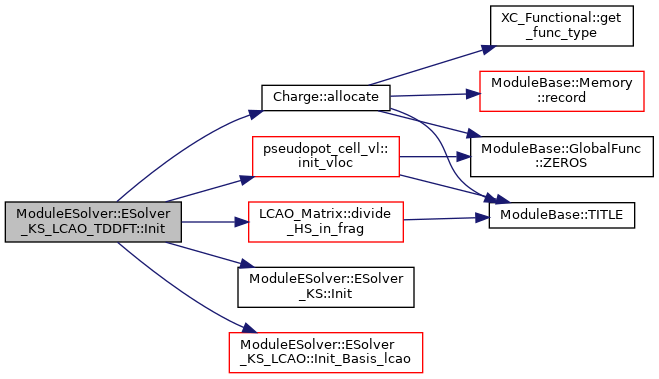 XC_Functional::get
_func_type
Charge::allocate
ModuleBase::Memory
::record
pseudopot_cell_vl::
init_vloc
ModuleBase::GlobalFunc
::ZEROS
ModuleESolver::ESolver
_KS_LCAO_TDDFT::Init
LCAO_Matrix::divide
_HS_in_frag
ModuleBase::TITLE
ModuleESolver::ESolver
_KS::Init
ModuleESolver::ESolver
_KS_LCAO::Init_Basis_lcao